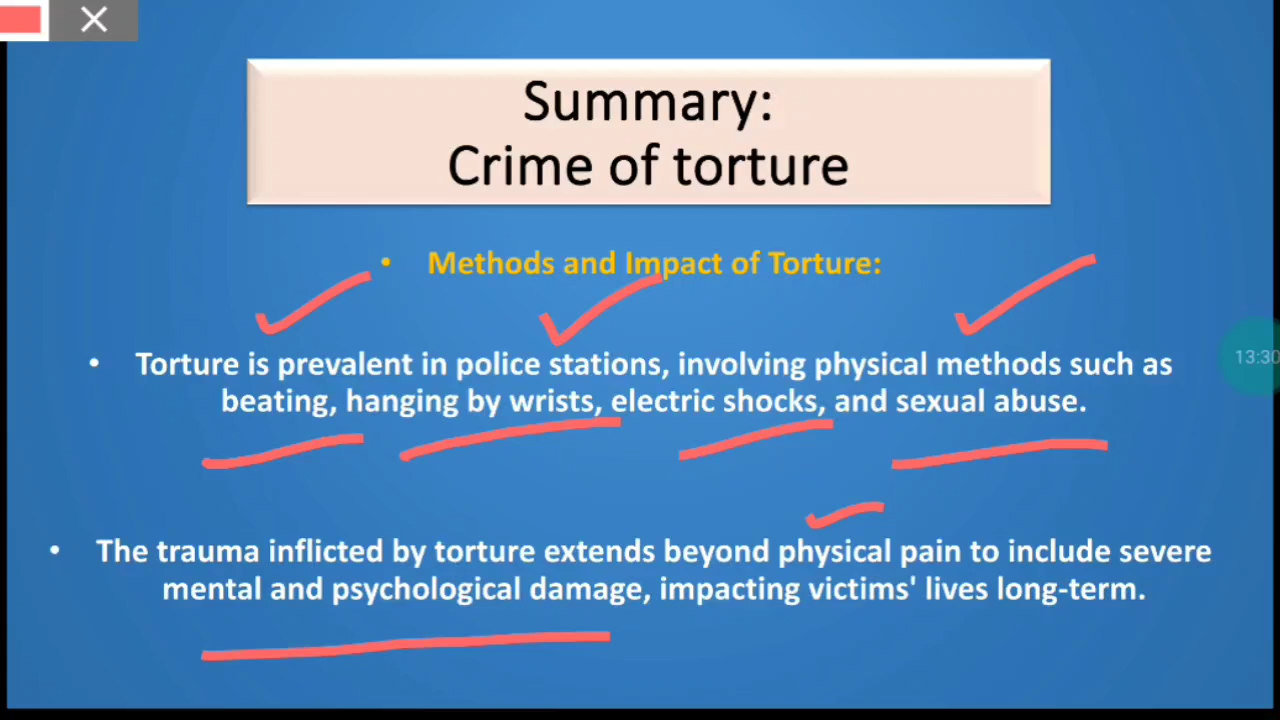 Summary:
Crime of torture
• Methods and Impact of Torture:
• Torture is prevalent in police stations, involving physical methods such as
beating, hanging by wrists, electric shocks, and sexual abuse.
13:30
• The trauma inflicted by torture extends beyond physical pain to include severe
mental and psychological damage, impacting victims' lives long-term.